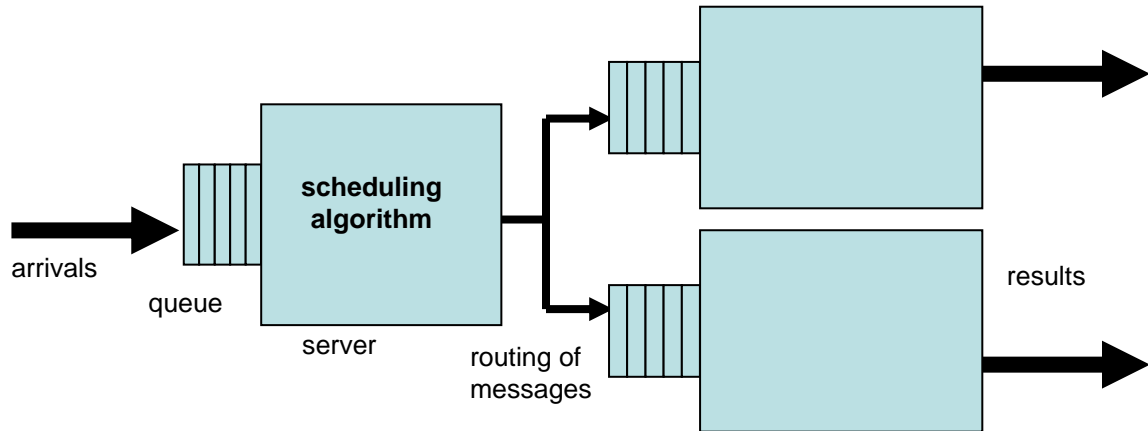 scheduling
algorithm
arrivals
queue
server
routing of
messages
results